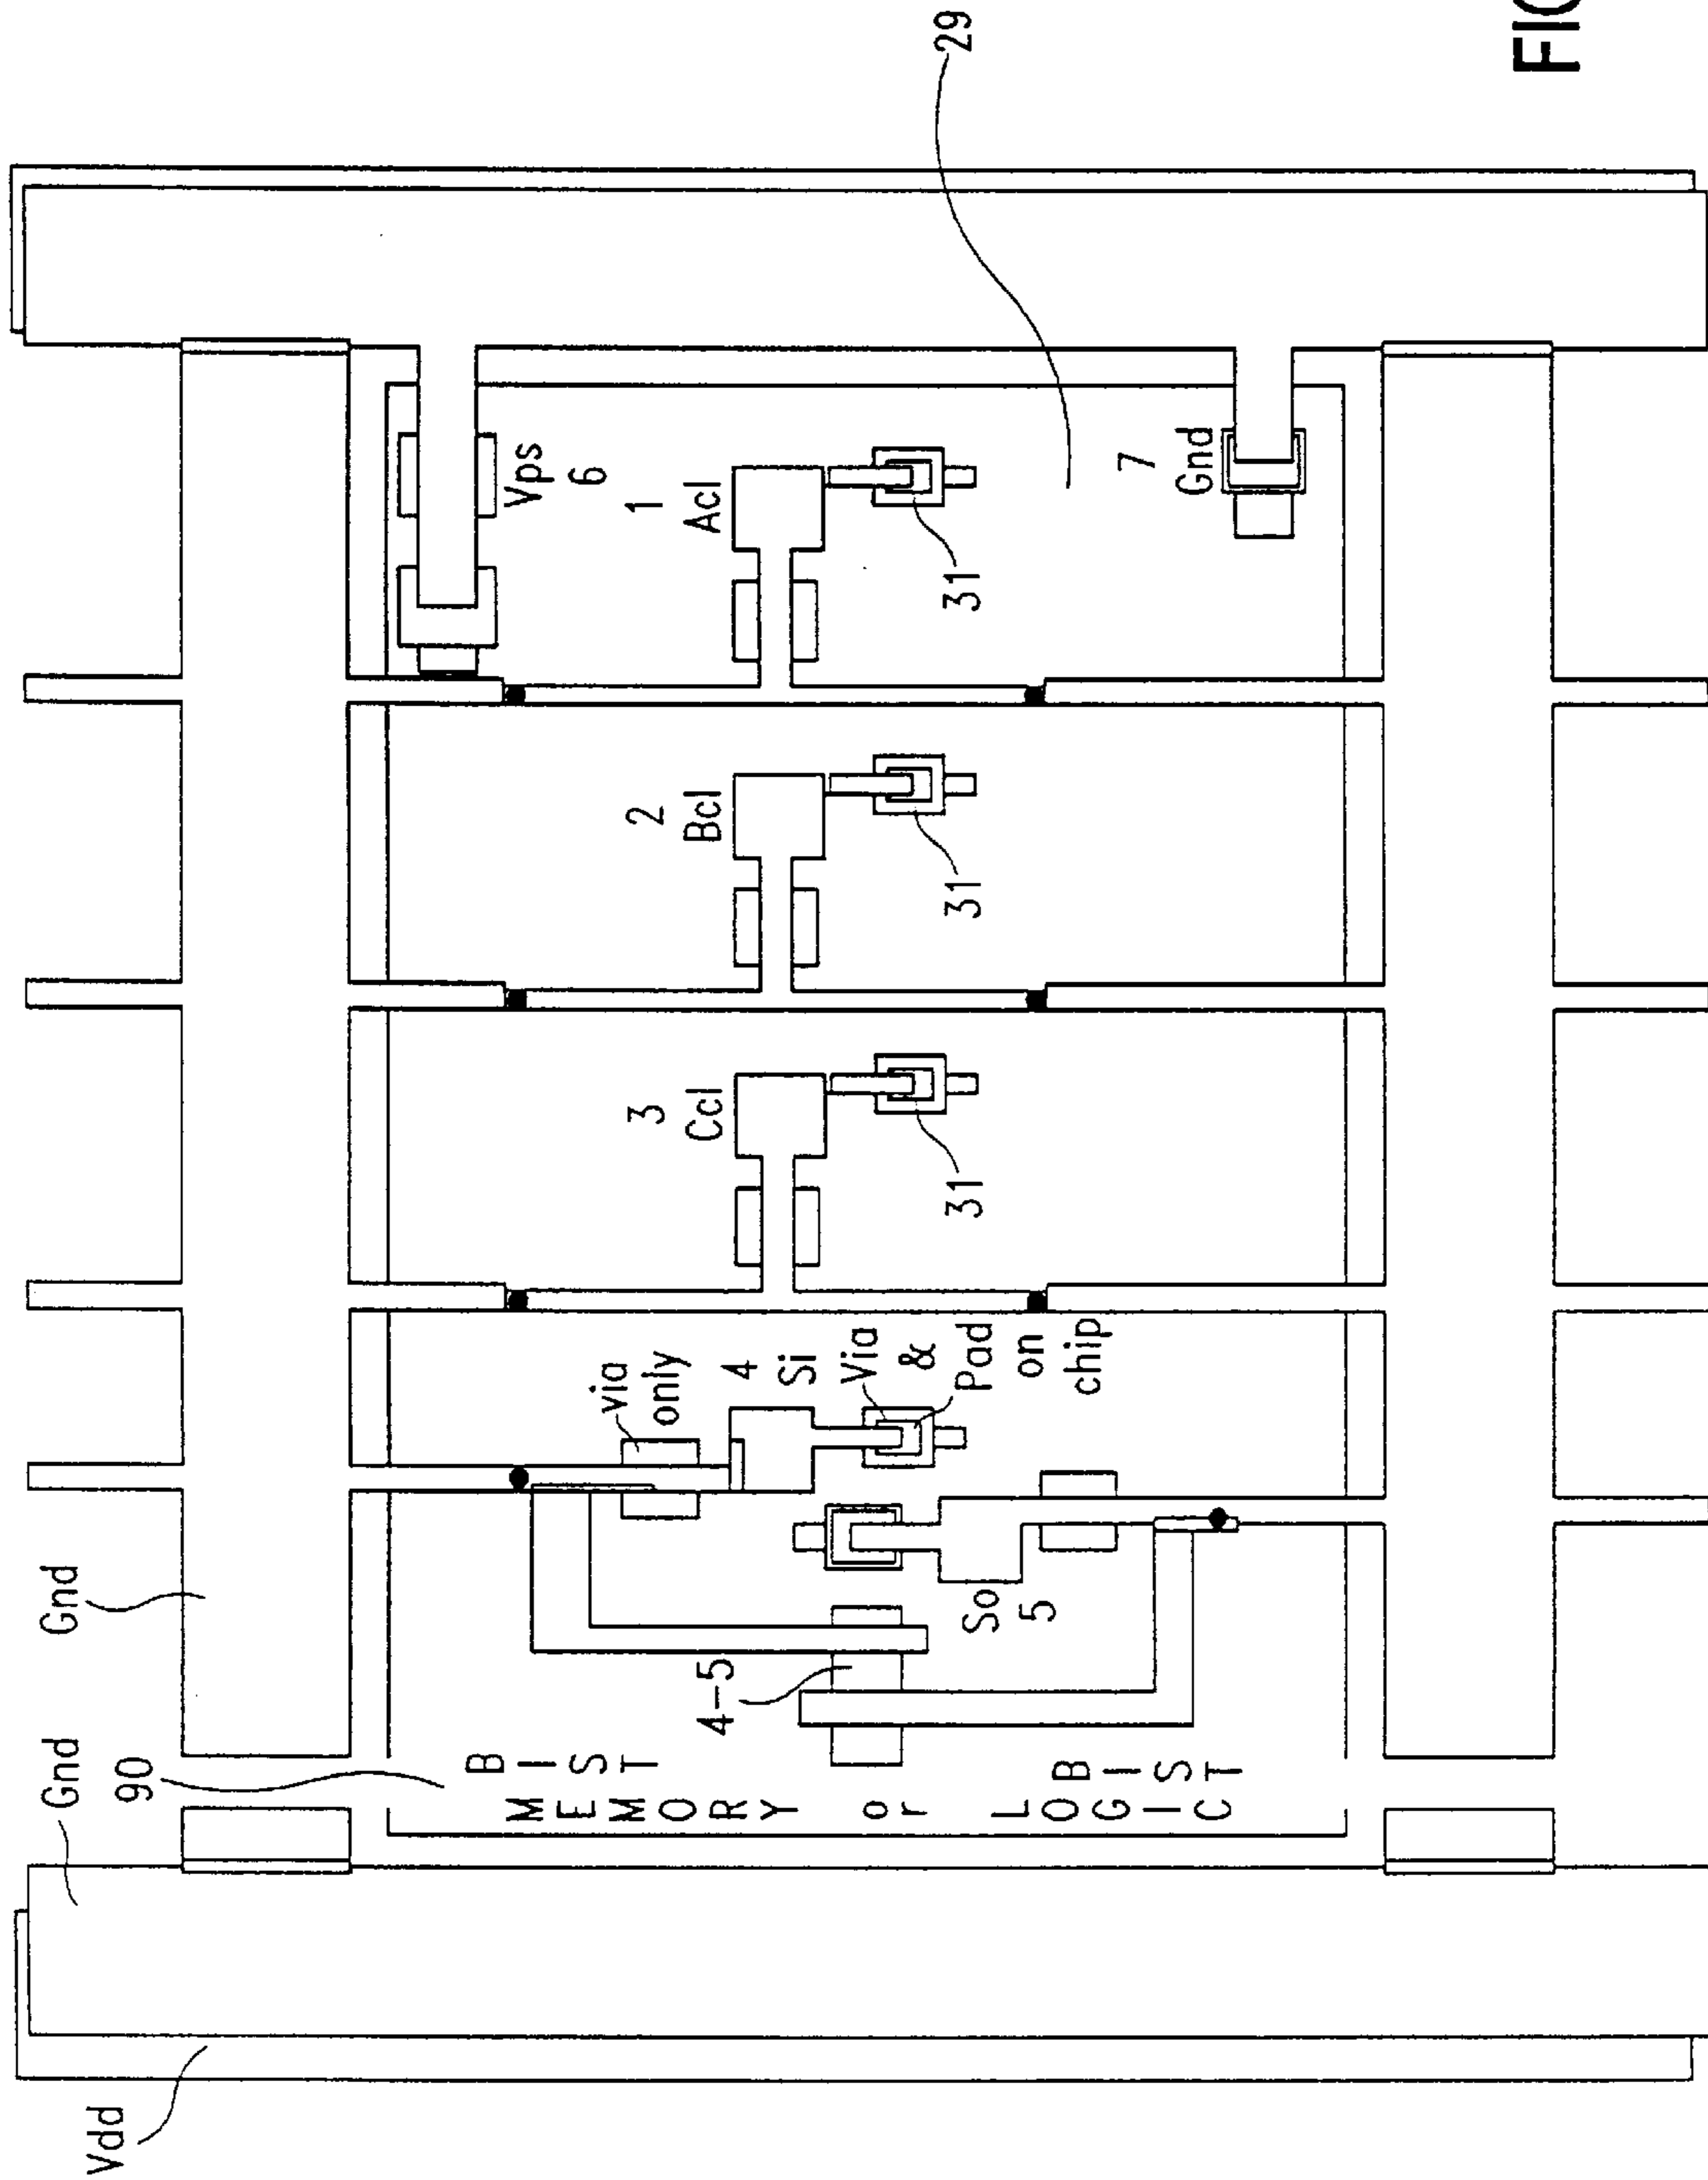 Vdd
Gnd
90
Gnd
BIST
MEMORY or LOGIC
BIST
4-5
via
only
4
Si
Via
&
Pad
on
chip
So
5
3
Ccl
31
2
Bcl
31
1
Acl
31
Vps
6
7
Gnd
29